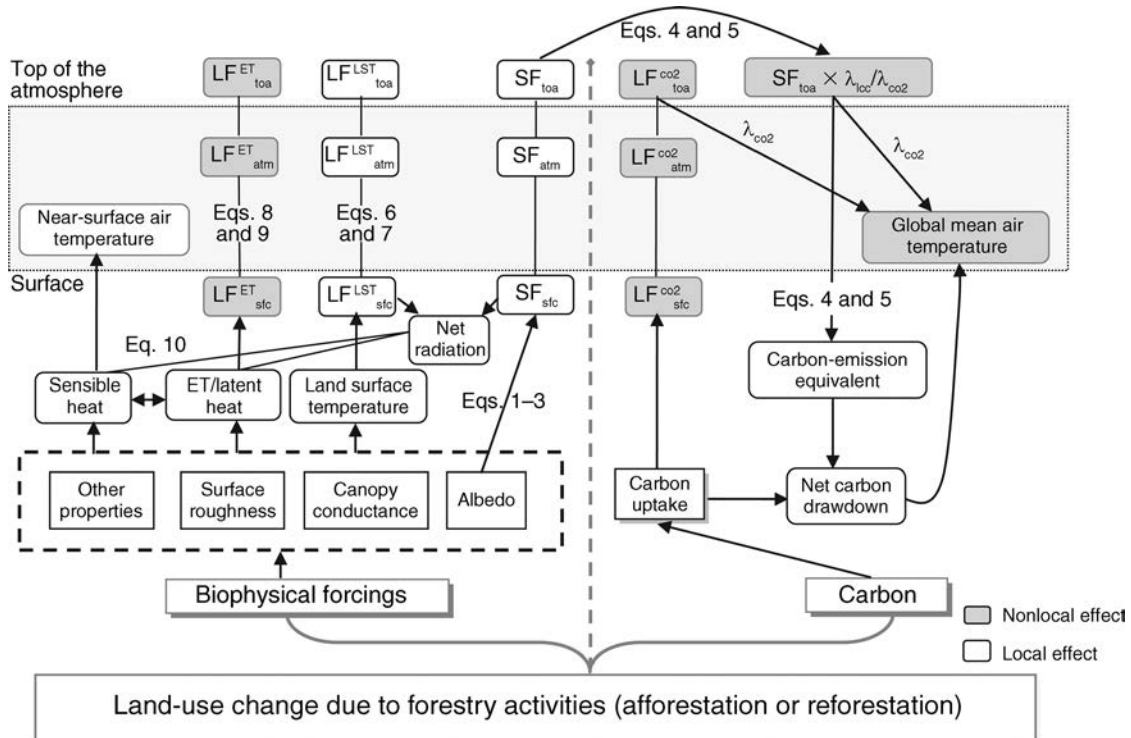 Eqs. 4 and 5
Top of the
atmosphere
LF^ET_toa
LF^LST_toa
SF_toa
LF^co2_toa
SF_toa × λ_lcc/λ_co2
LF^ET_atm
LF^LST_atm
SF_atm
LF^co2_atm
λ_co2
λ_co2
Near-surface air
temperature
Eqs. 8
and 9
Eqs. 6
and 7
Global mean air
temperature
Surface
LF^ET_sfc
LF^LST_sfc
SF_sfc
LF^co2_sfc
Eqs. 4 and 5
Net
radiation
Eq. 10
Sensible
heat
ET/latent
heat
Land surface
temperature
Eqs. 1–3
Carbon-emission
equivalent
Other
properties
Surface
roughness
Canopy
conductance
Albedo
Carbon
uptake
Net carbon
drawdown
Biophysical forcings
Carbon
Nonlocal effect
Local effect
Land-use change due to forestry activities (afforestation or reforestation)